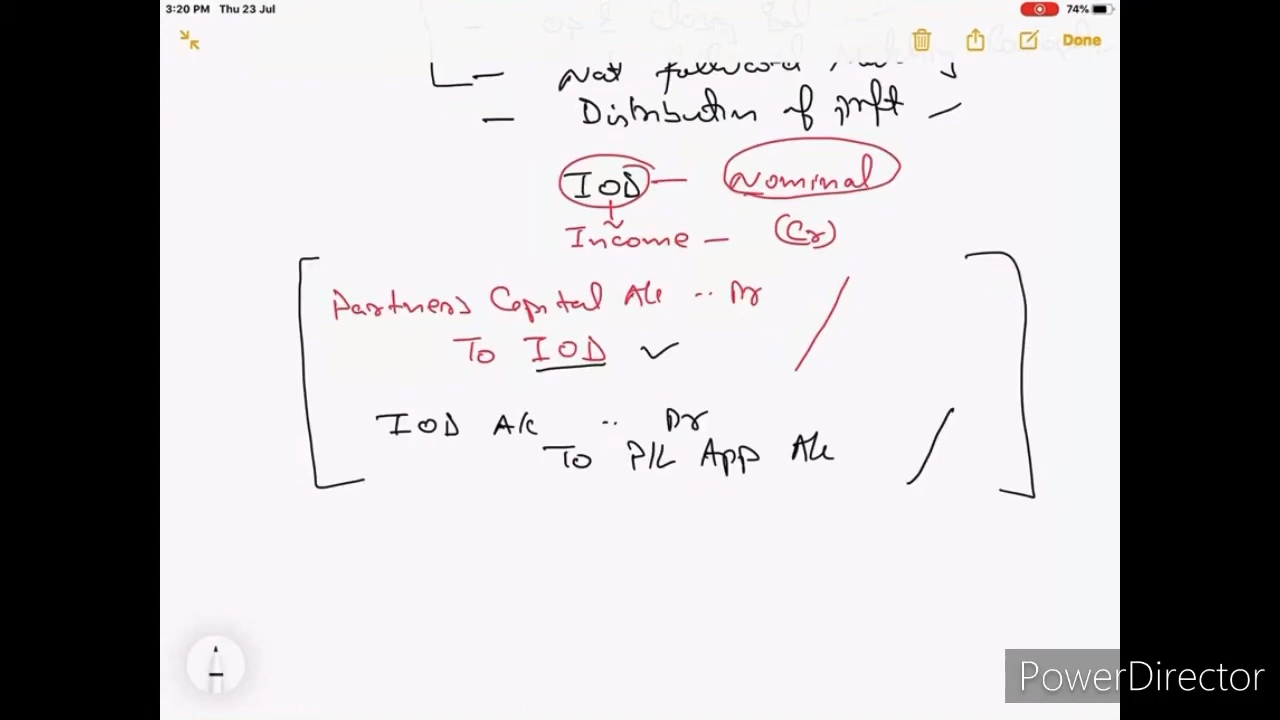 3:20 PM Thu 23 Jul
74%
Done
Not
Distribution of profit
IOD — Nominal
Income — (Cr)
Partners Capital A/c .. Dr
To IOD
IOD A/c .. Dr
To P/L App A/c
PowerDirector